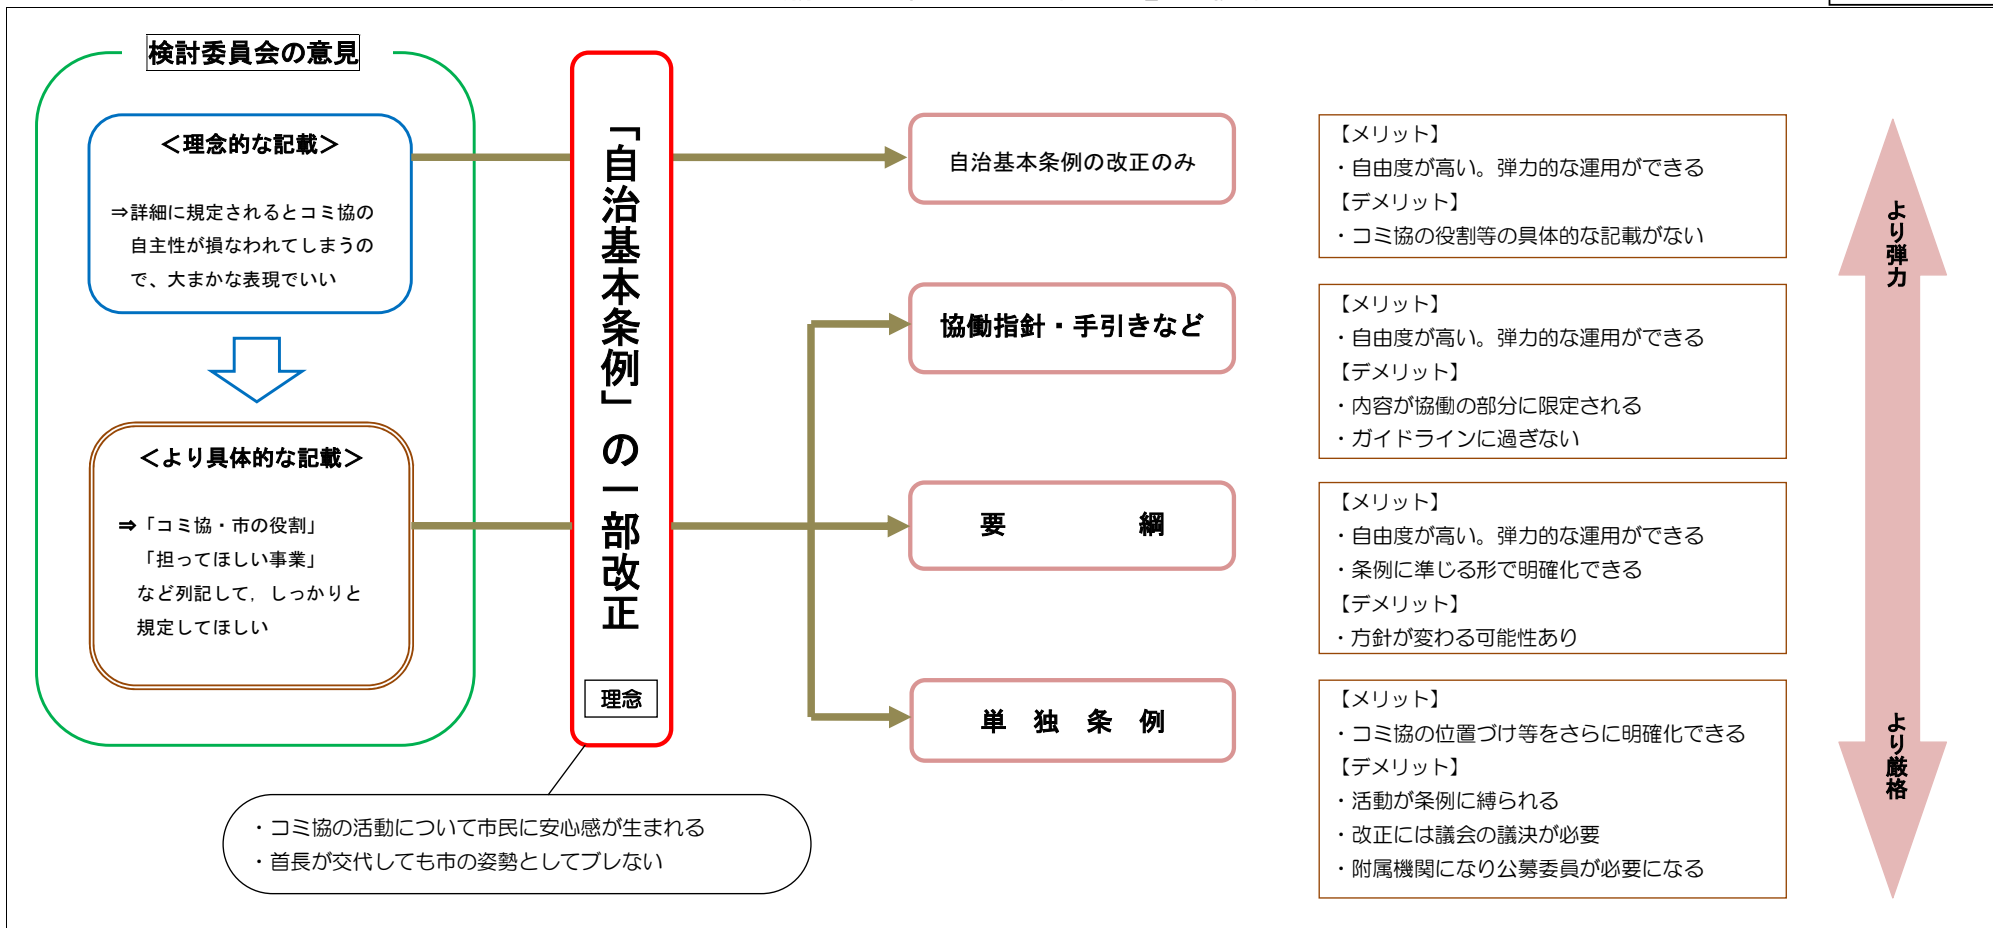 検討委員会の意見
＜理念的な記載＞
⇒詳細に規定されるとコミ協の
自主性が損なわれてしまうの
で、大まかな表現でいい
＜より具体的な記載＞
⇒「コミ協・市の役割」
「担ってほしい事業」
など列記して，しっかりと
規定してほしい
「自治基本条例」の一部改正
理念
・コミ協の活動について市民に安心感が生まれる
・首長が交代しても市の姿勢としてブレない
自治基本条例の改正のみ
【メリット】
・自由度が高い。弾力的な運用ができる
【デメリット】
・コミ協の役割等の具体的な記載がない
協働指針・手引きなど
【メリット】
・自由度が高い。弾力的な運用ができる
【デメリット】
・内容が協働の部分に限定される
・ガイドラインに過ぎない
要　　　　綱
【メリット】
・自由度が高い。弾力的な運用ができる
・条例に準じる形で明確化できる
【デメリット】
・方針が変わる可能性あり
単　独　条　例
【メリット】
・コミ協の位置づけ等をさらに明確化できる
【デメリット】
・活動が条例に縛られる
・改正には議会の議決が必要
・附属機関になり公募委員が必要になる
より弾力
より厳格